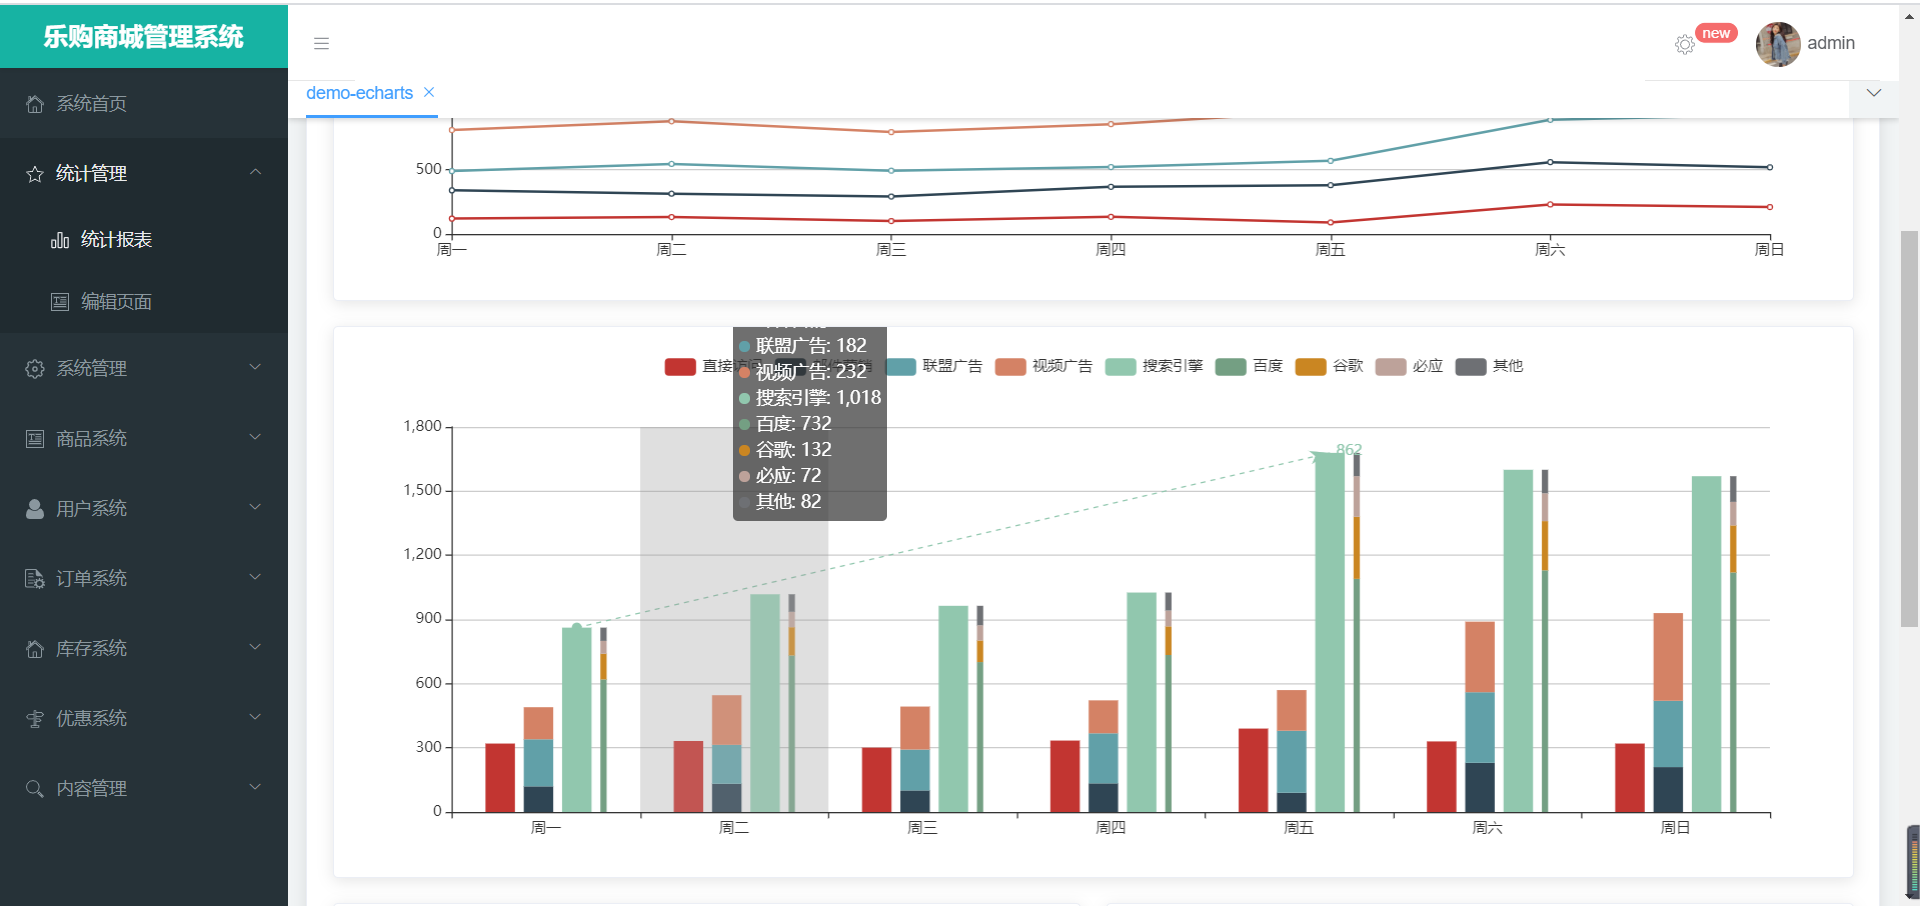 乐购商城管理系统
new
admin
系统首页
统计管理
统计报表
编辑页面
系统管理
商品系统
用户系统
订单系统
库存系统
优惠系统
内容管理
demo-echarts
500
0
周一 周二 周三 周四 周五 周六 周日
直接访问 联盟广告 视频广告 搜索引擎 百度 谷歌 必应 其他
联盟广告: 182
视频广告: 232
搜索引擎: 1,018
百度: 732
谷歌: 132
必应: 72
其他: 82
862
1,800
1,500
1,200
900
600
300
0
周一 周二 周三 周四 周五 周六 周日